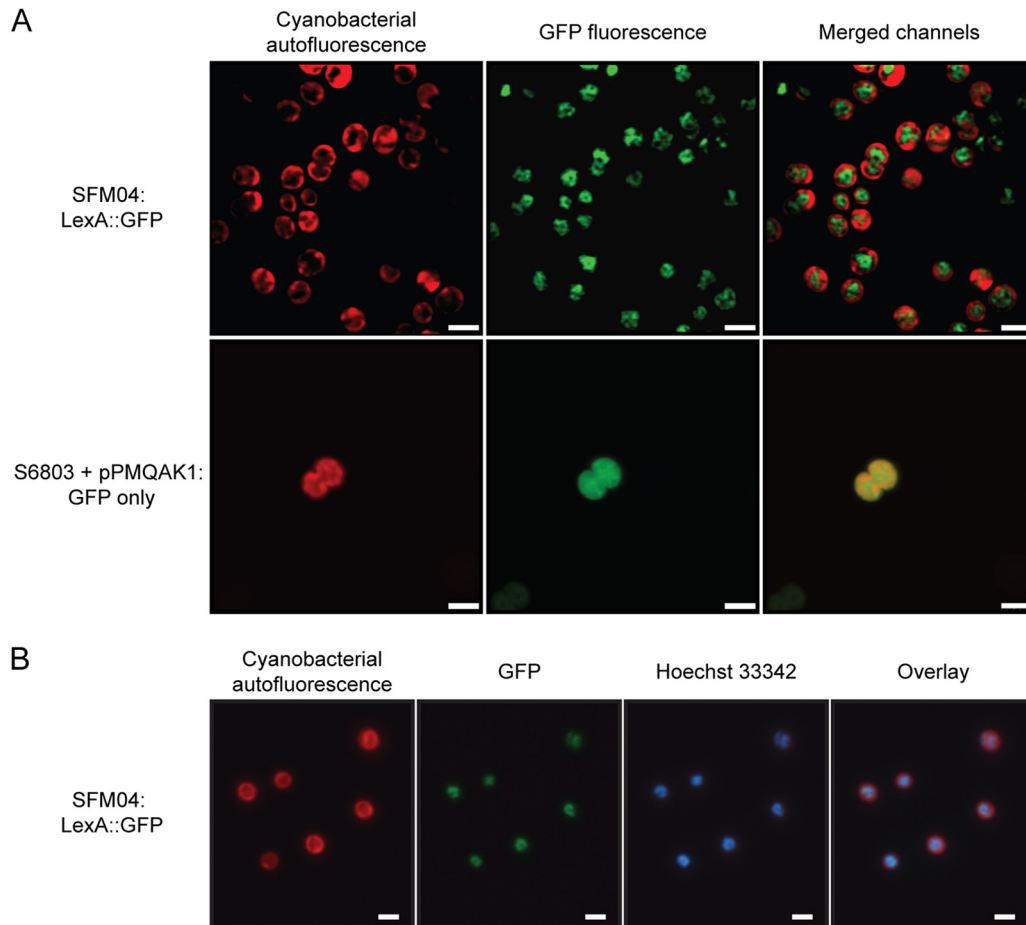 A
Cyanobacterial
autofluorescence
GFP fluorescence
Merged channels
SFM04:
LexA::GFP
S6803 + pPMQAK1:
GFP only
B
Cyanobacterial
autofluorescence
GFP
Hoechst 33342
Overlay
SFM04:
LexA::GFP